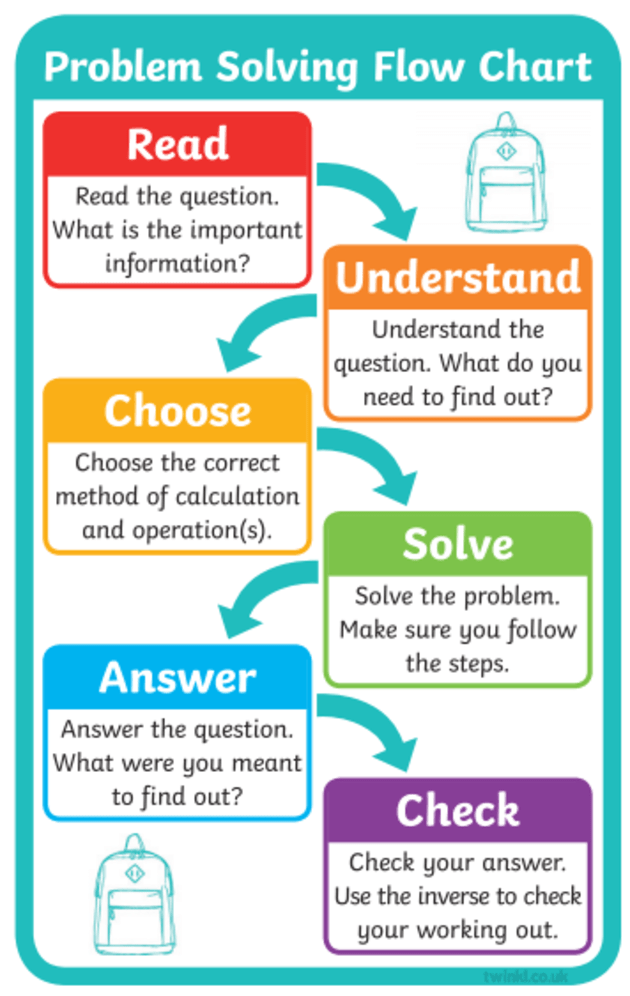 Problem Solving Flow Chart
Read
Read the question.
What is the important
information?
Understand
Understand the
question. What do you
need to find out?
Choose
Choose the correct
method of calculation
and operation(s).
Solve
Solve the problem.
Make sure you follow
the steps.
Answer
Answer the question.
What were you meant
to find out?
Check
Check your answer.
Use the inverse to check
your working out.
twinkl.co.uk